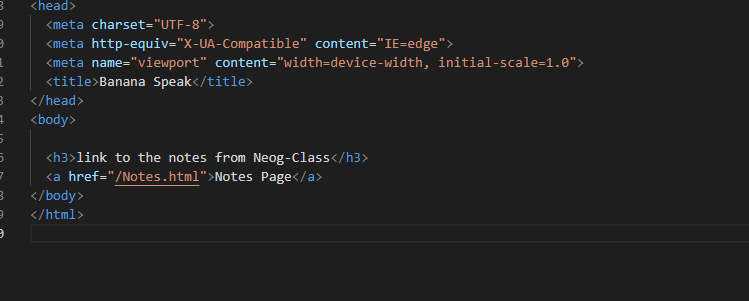 8 <head>
9 <meta charset="UTF-8">
0 <meta http-equiv="X-UA-Compatible" content="IE=edge">
1 <meta name="viewport" content="width=device-width, initial-scale=1.0">
2 <title>Banana Speak</title>
3 </head>
4 <body>
5
6 <h3>link to the notes from Neog-Class</h3>
7 <a href="/Notes.html">Notes Page</a>
8 </body>
9 </html>
0